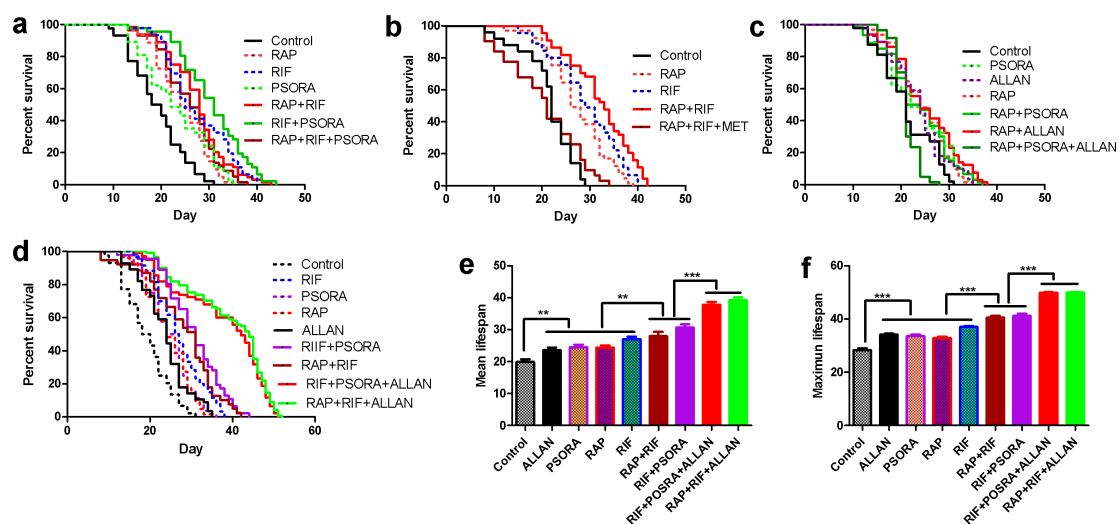 a
Percent survival
100
80
60
40
20
0
0 10 20 30 40 50
Day
Control
RAP
RIF
PSORA
RAP+RIF
RIF+PSORA
RAP+RIF+PSORA
b
Percent survival
100
80
60
40
20
0
0 10 20 30 40 50
Day
Control
RAP
RIF
RAP+RIF
RAP+RIF+MET
c
Percent survival
100
80
60
40
20
0
0 10 20 30 40 50
Day
Control
PSORA
ALLAN
RAP
RAP+PSORA
RAP+ALLAN
RAP+PSORA+ALLAN
d
Percent survival
100
80
60
40
20
0
0 20 40 60
Day
Control
RIF
PSORA
RAP
ALLAN
RIIF+PSORA
RAP+RIF
RIF+PSORA+ALLAN
RAP+RIF+ALLAN
e
Mean lifespan
50
40
30
20
10
0
**
**
***
Control
ALLAN
PSORA
RAP
RIF
RAP+RIF
RIF+PSORA
RIF+POSRA+ALLAN
RAP+RIF+ALLAN
f
Maximun lifespan
60
40
20
0
***
***
***
Control
ALLAN
PSORA
RAP
RIF
RAP+RIF
RIF+PSORA
RIF+POSRA+ALLAN
RAP+RIF+ALLAN